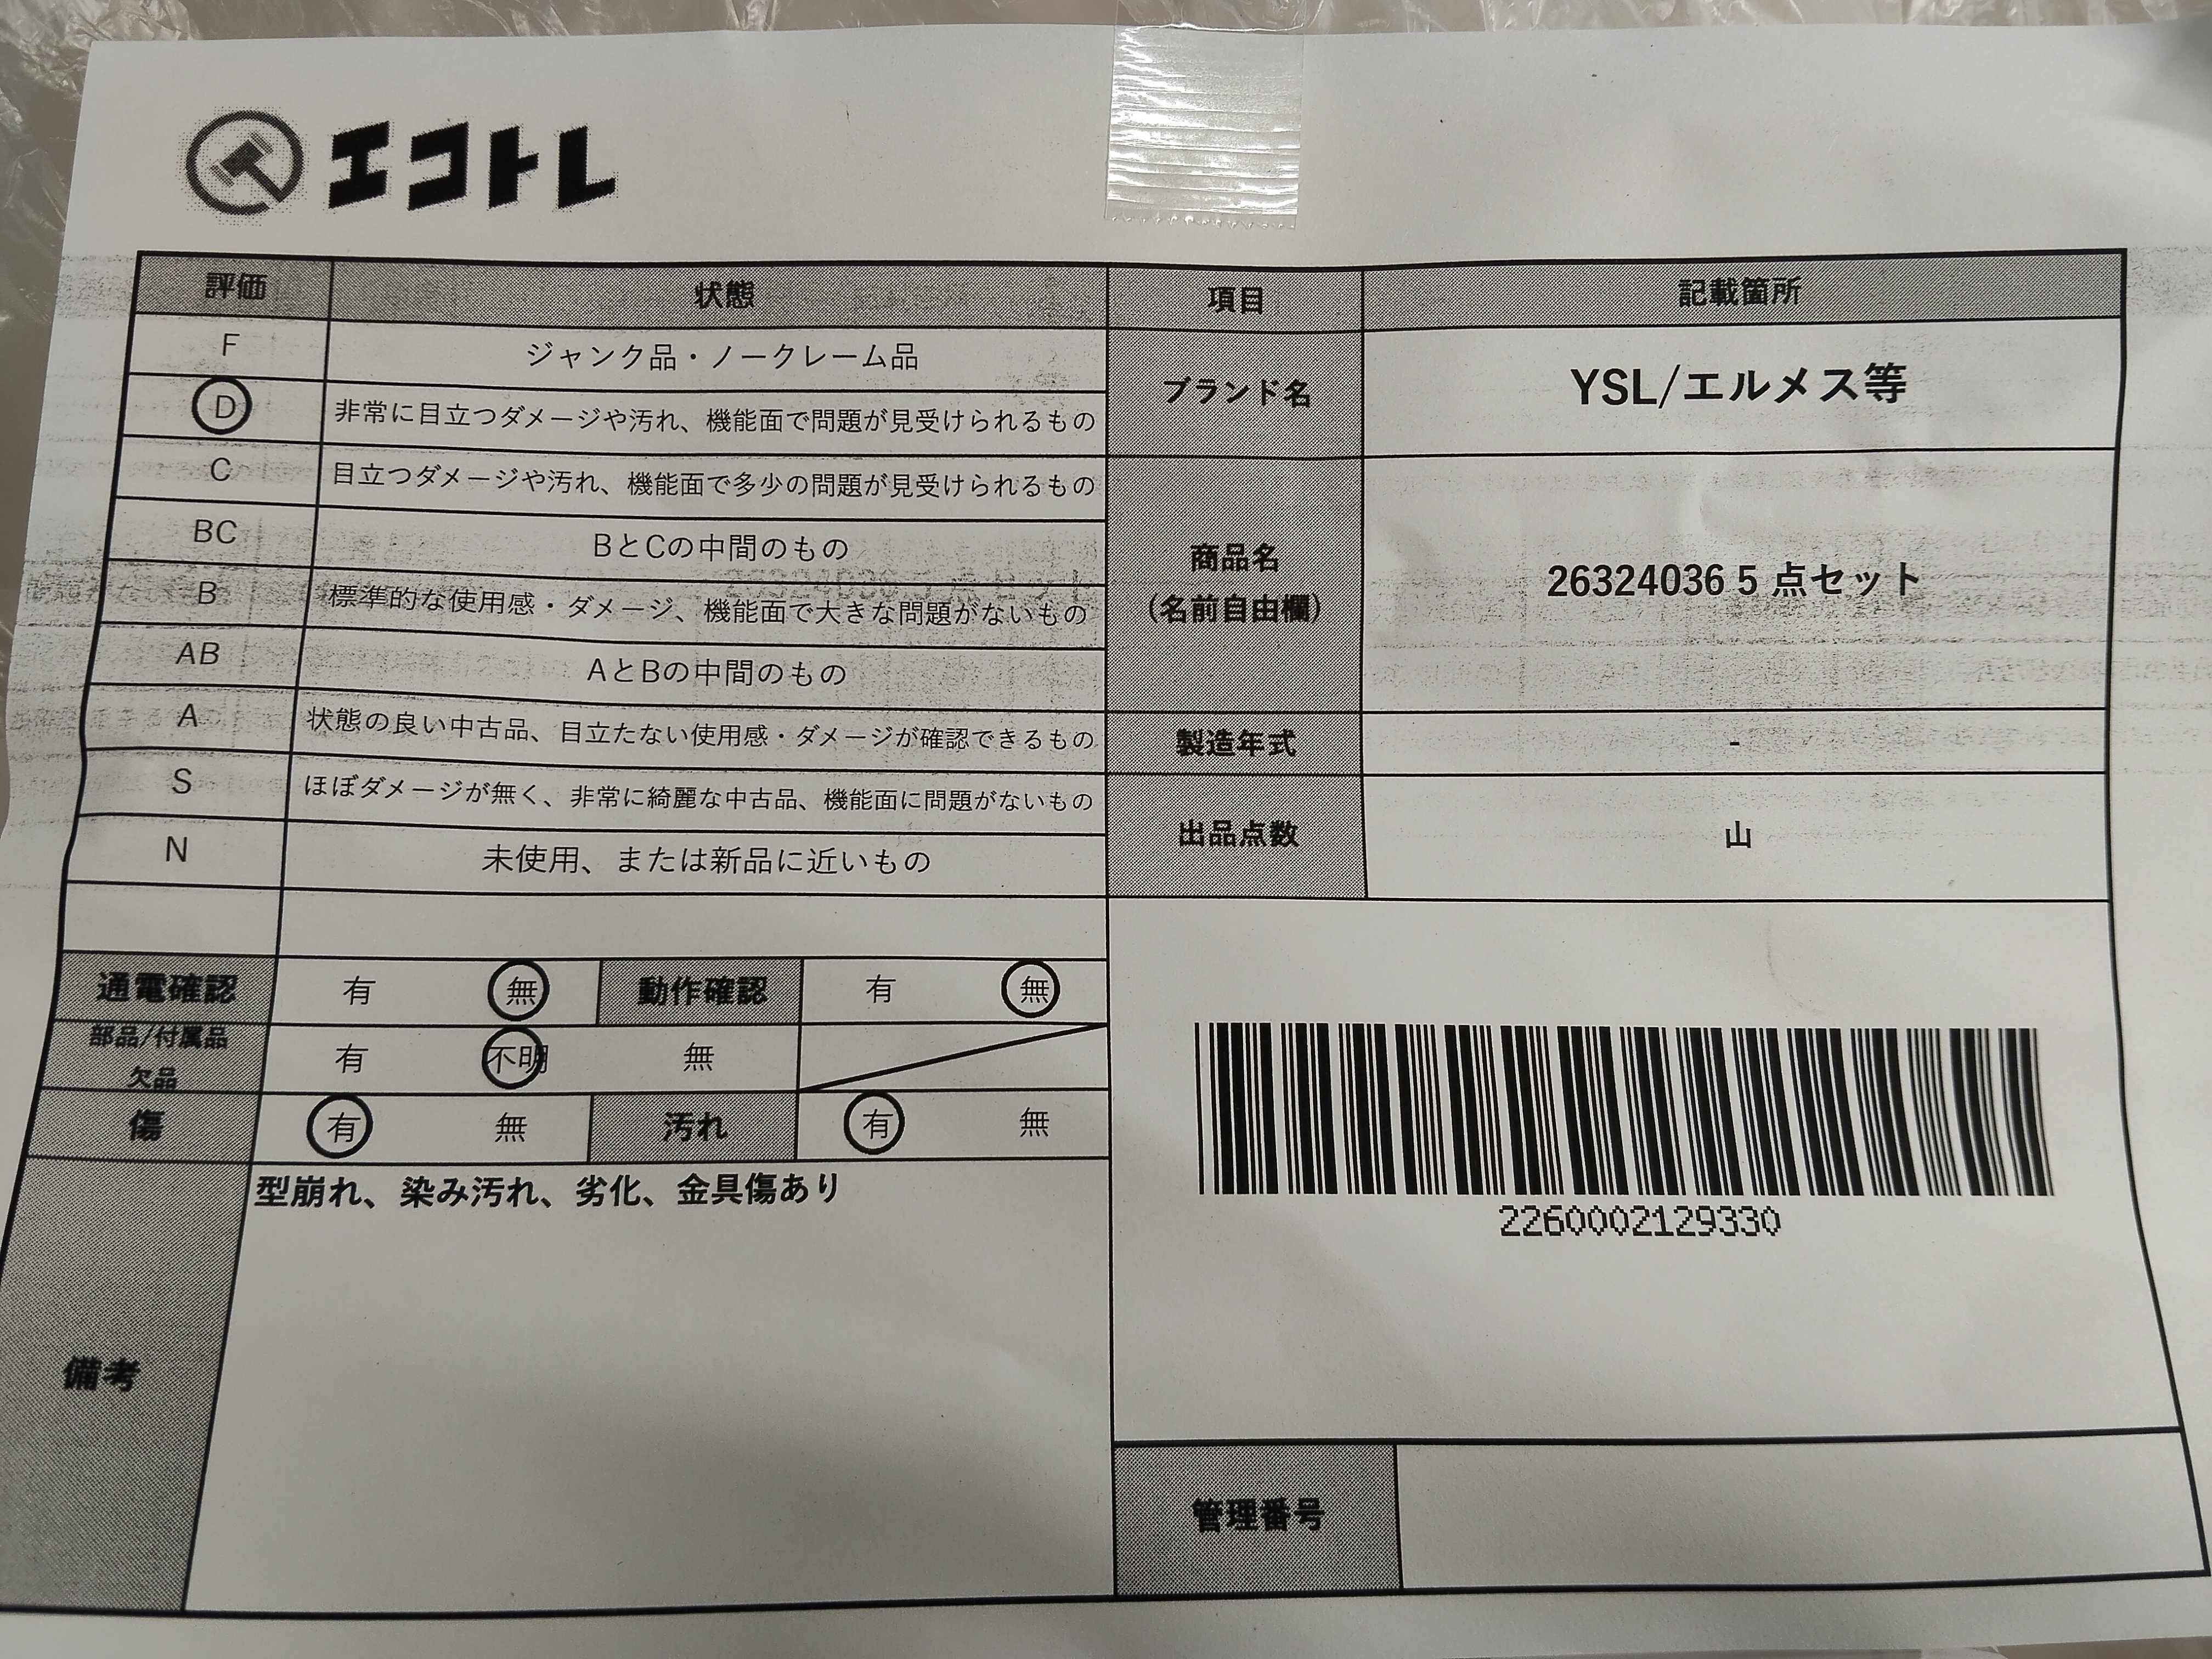 エコトレ
評価 状態 項目 記載箇所
F ジャンク品・ノークレーム品
D 非常に目立つダメージや汚れ、機能面で問題が見受けられるもの
ブランド名 YSL/エルメス等
C 目立つダメージや汚れ、機能面で多少の問題が見受けられるもの
BC BとCの中間のもの
商品名
(名前自由欄)
26324036 5 点セット
B 標準的な使用感・ダメージ、機能面で大きな問題がないもの
AB AとBの中間のもの
A 状態の良い中古品、目立たない使用感・ダメージが確認できるもの
製造年式 -
S ほぼダメージが無く、非常に綺麗な中古品、機能面に問題がないもの
出品点数 山
N 未使用、または新品に近いもの
通電確認 有 無 動作確認 有 無
部品/付属品
欠品
有 不明 無
傷 有 無 汚れ 有 無
備考
型崩れ、染み汚れ、劣化、金具傷あり
2260002129330
管理番号